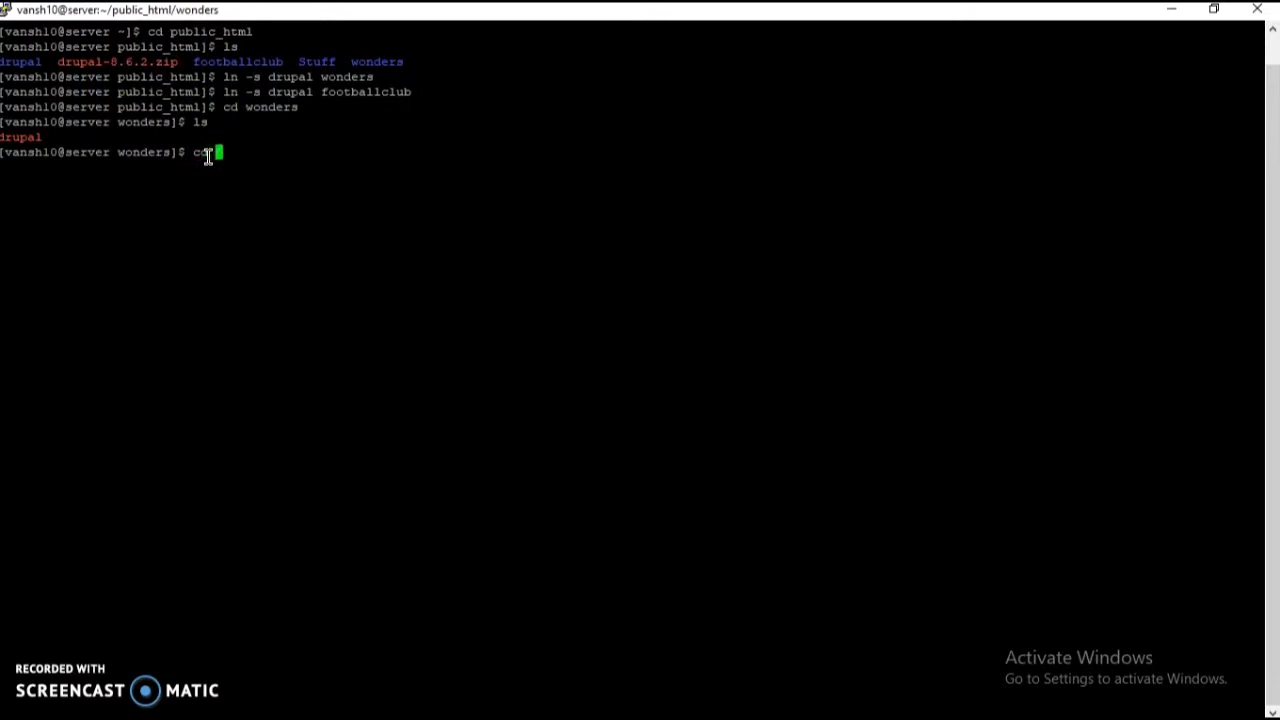 vansh10@server:~/public_html/wonders
[vansh10@server ~]$ cd public_html
[vansh10@server public_html]$ ls
drupal drupal-8.6.2.zip footballclub Stuff wonders
[vansh10@server public_html]$ ln -s drupal wonders
[vansh10@server public_html]$ ln -s drupal footballclub
[vansh10@server public_html]$ cd wonders
[vansh10@server wonders]$ ls
drupal
[vansh10@server wonders]$ cd
Activate Windows
Go to Settings to activate Windows.
RECORDED WITH
SCREENCAST MATIC